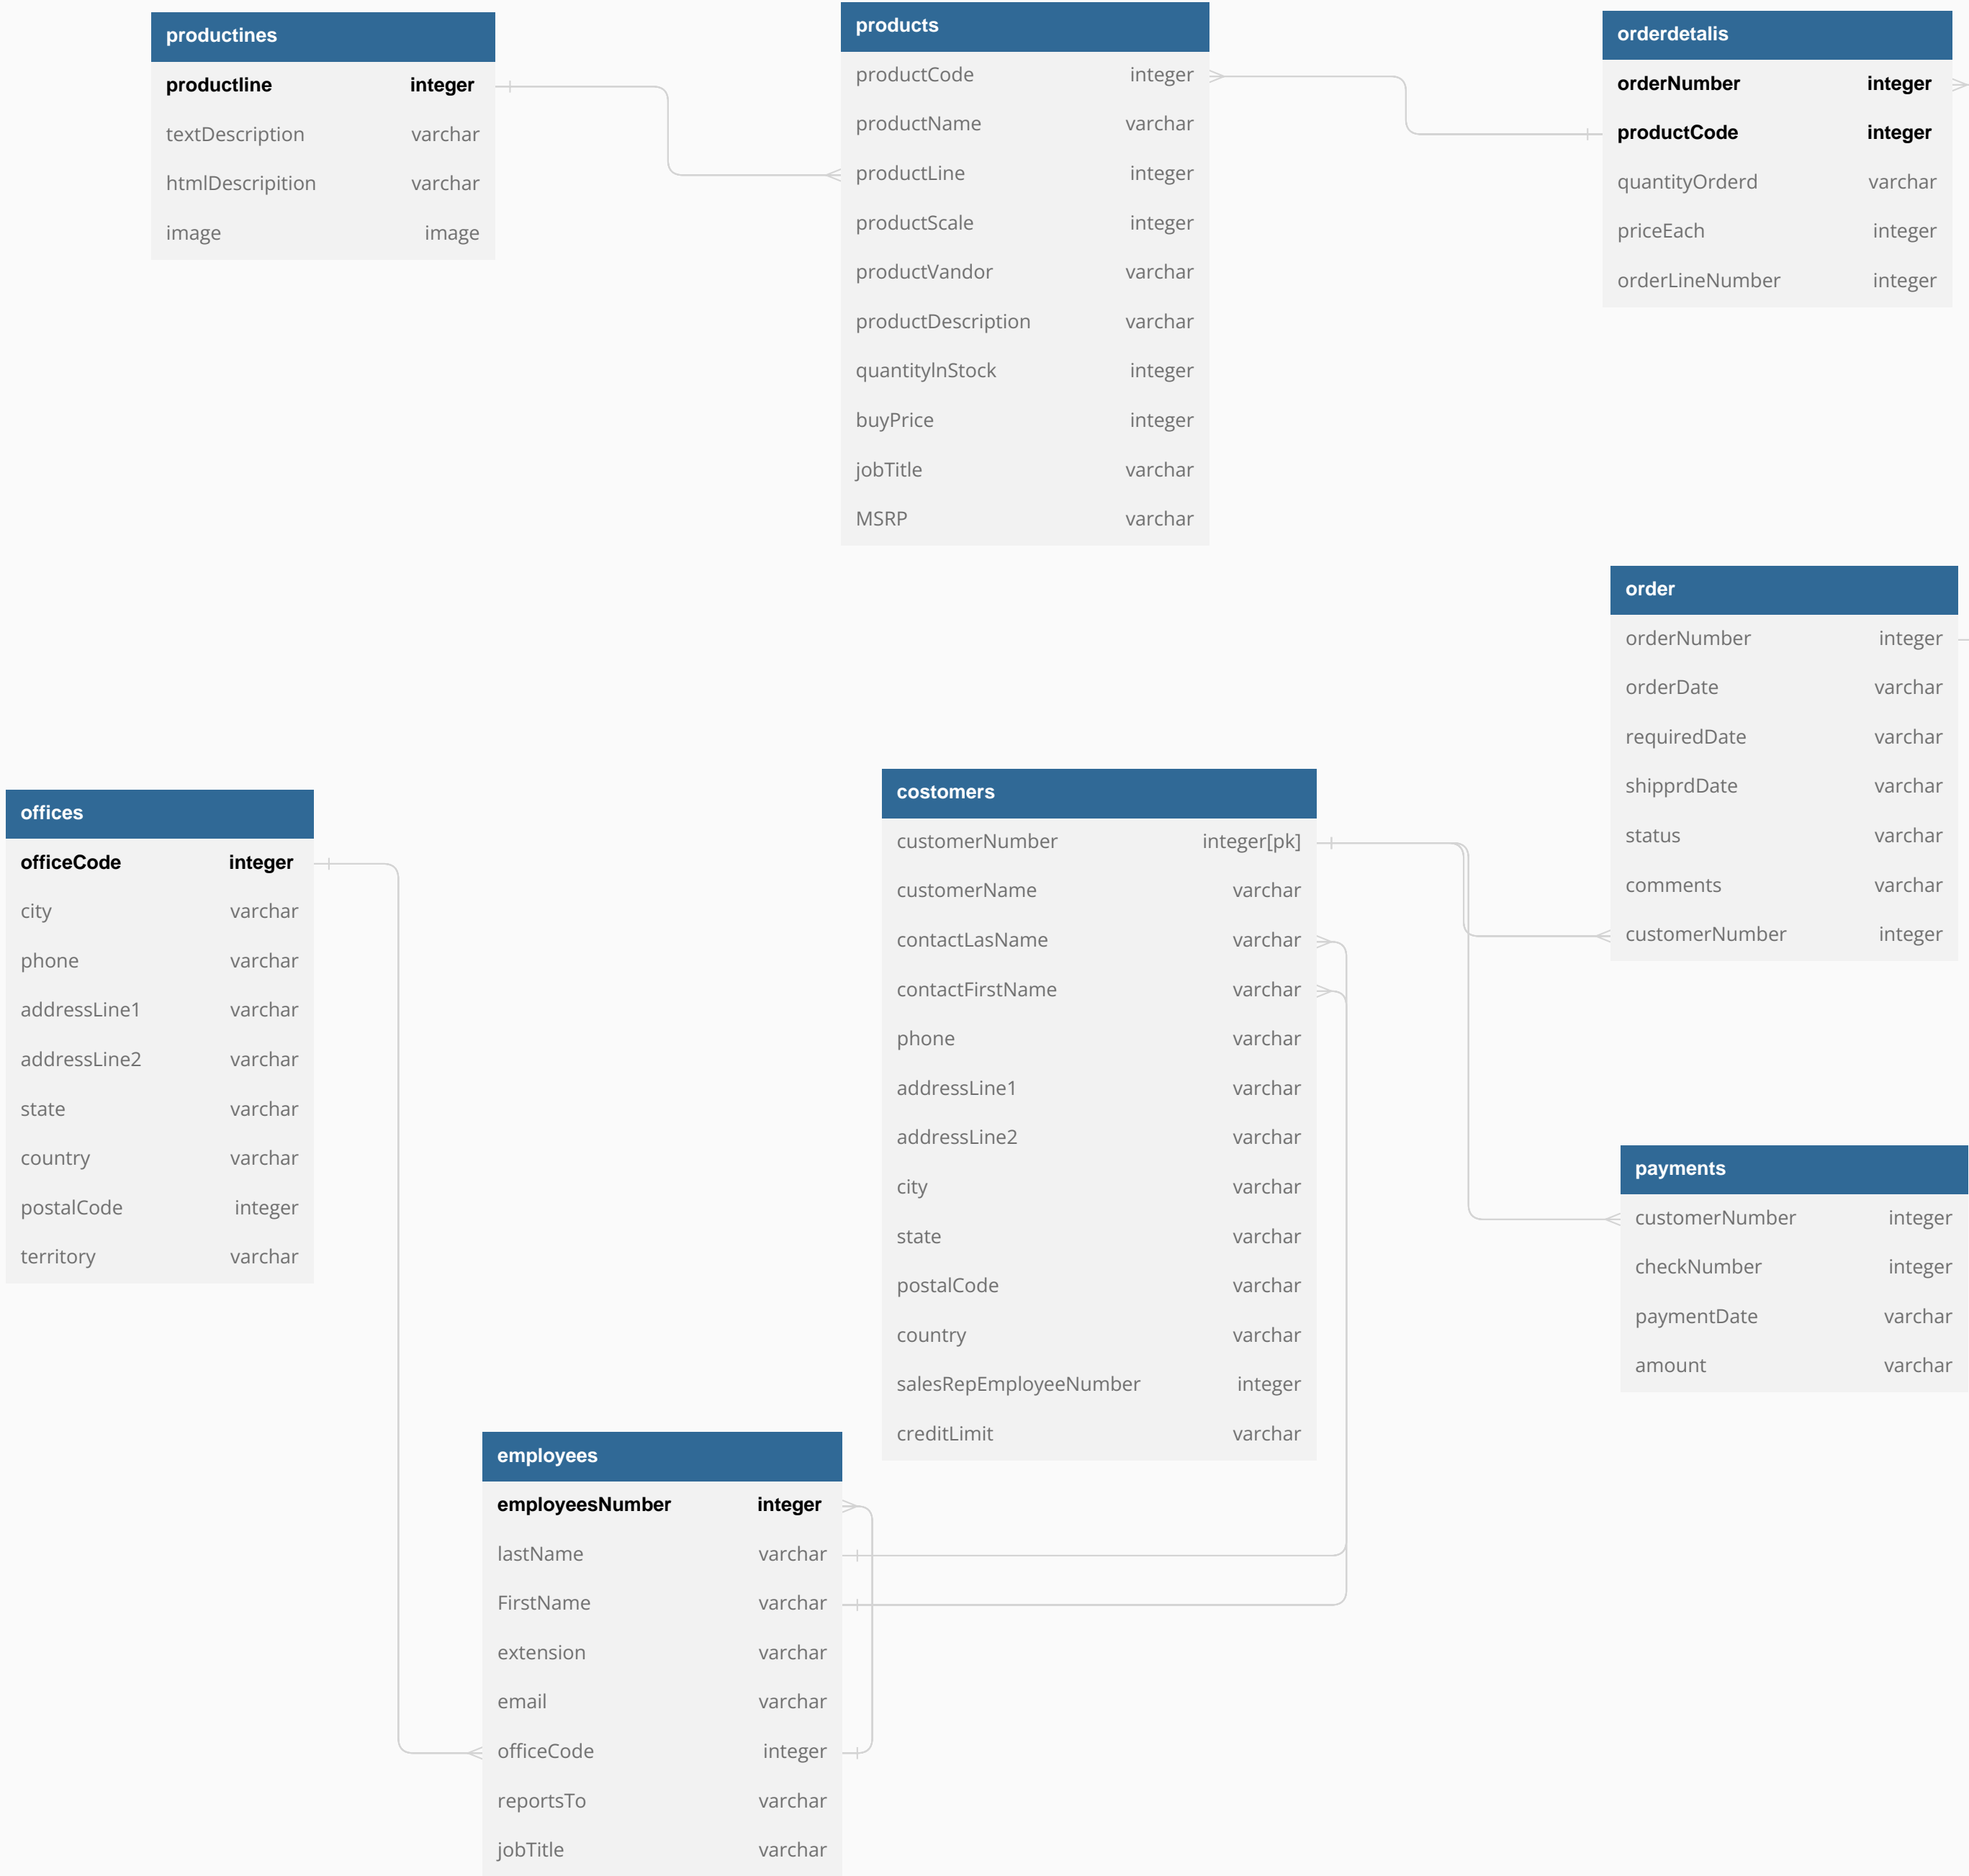 productines
productline integer
textDescription varchar
htmlDescripition varchar
image image
products
productCode integer
productName varchar
productLine integer
productScale integer
productVandor varchar
productDescription varchar
quantityInStock integer
buyPrice integer
jobTitle varchar
MSRP varchar
orderdetalis
orderNumber integer
productCode integer
quantityOrderd varchar
priceEach integer
orderLineNumber integer
order
orderNumber integer
orderDate varchar
requiredDate varchar
shipprdDate varchar
status varchar
comments varchar
customerNumber integer
offices
officeCode integer
city varchar
phone varchar
addressLine1 varchar
addressLine2 varchar
state varchar
country varchar
postalCode integer
territory varchar
costomers
customerNumber integer[pk]
customerName varchar
contactLasName varchar
contactFirstName varchar
phone varchar
addressLine1 varchar
addressLine2 varchar
city varchar
state varchar
postalCode varchar
country varchar
salesRepEmployeeNumber integer
creditLimit varchar
payments
customerNumber integer
checkNumber integer
paymentDate varchar
amount varchar
employees
employeesNumber integer
lastName varchar
FirstName varchar
extension varchar
email varchar
officeCode integer
reportsTo varchar
jobTitle varchar